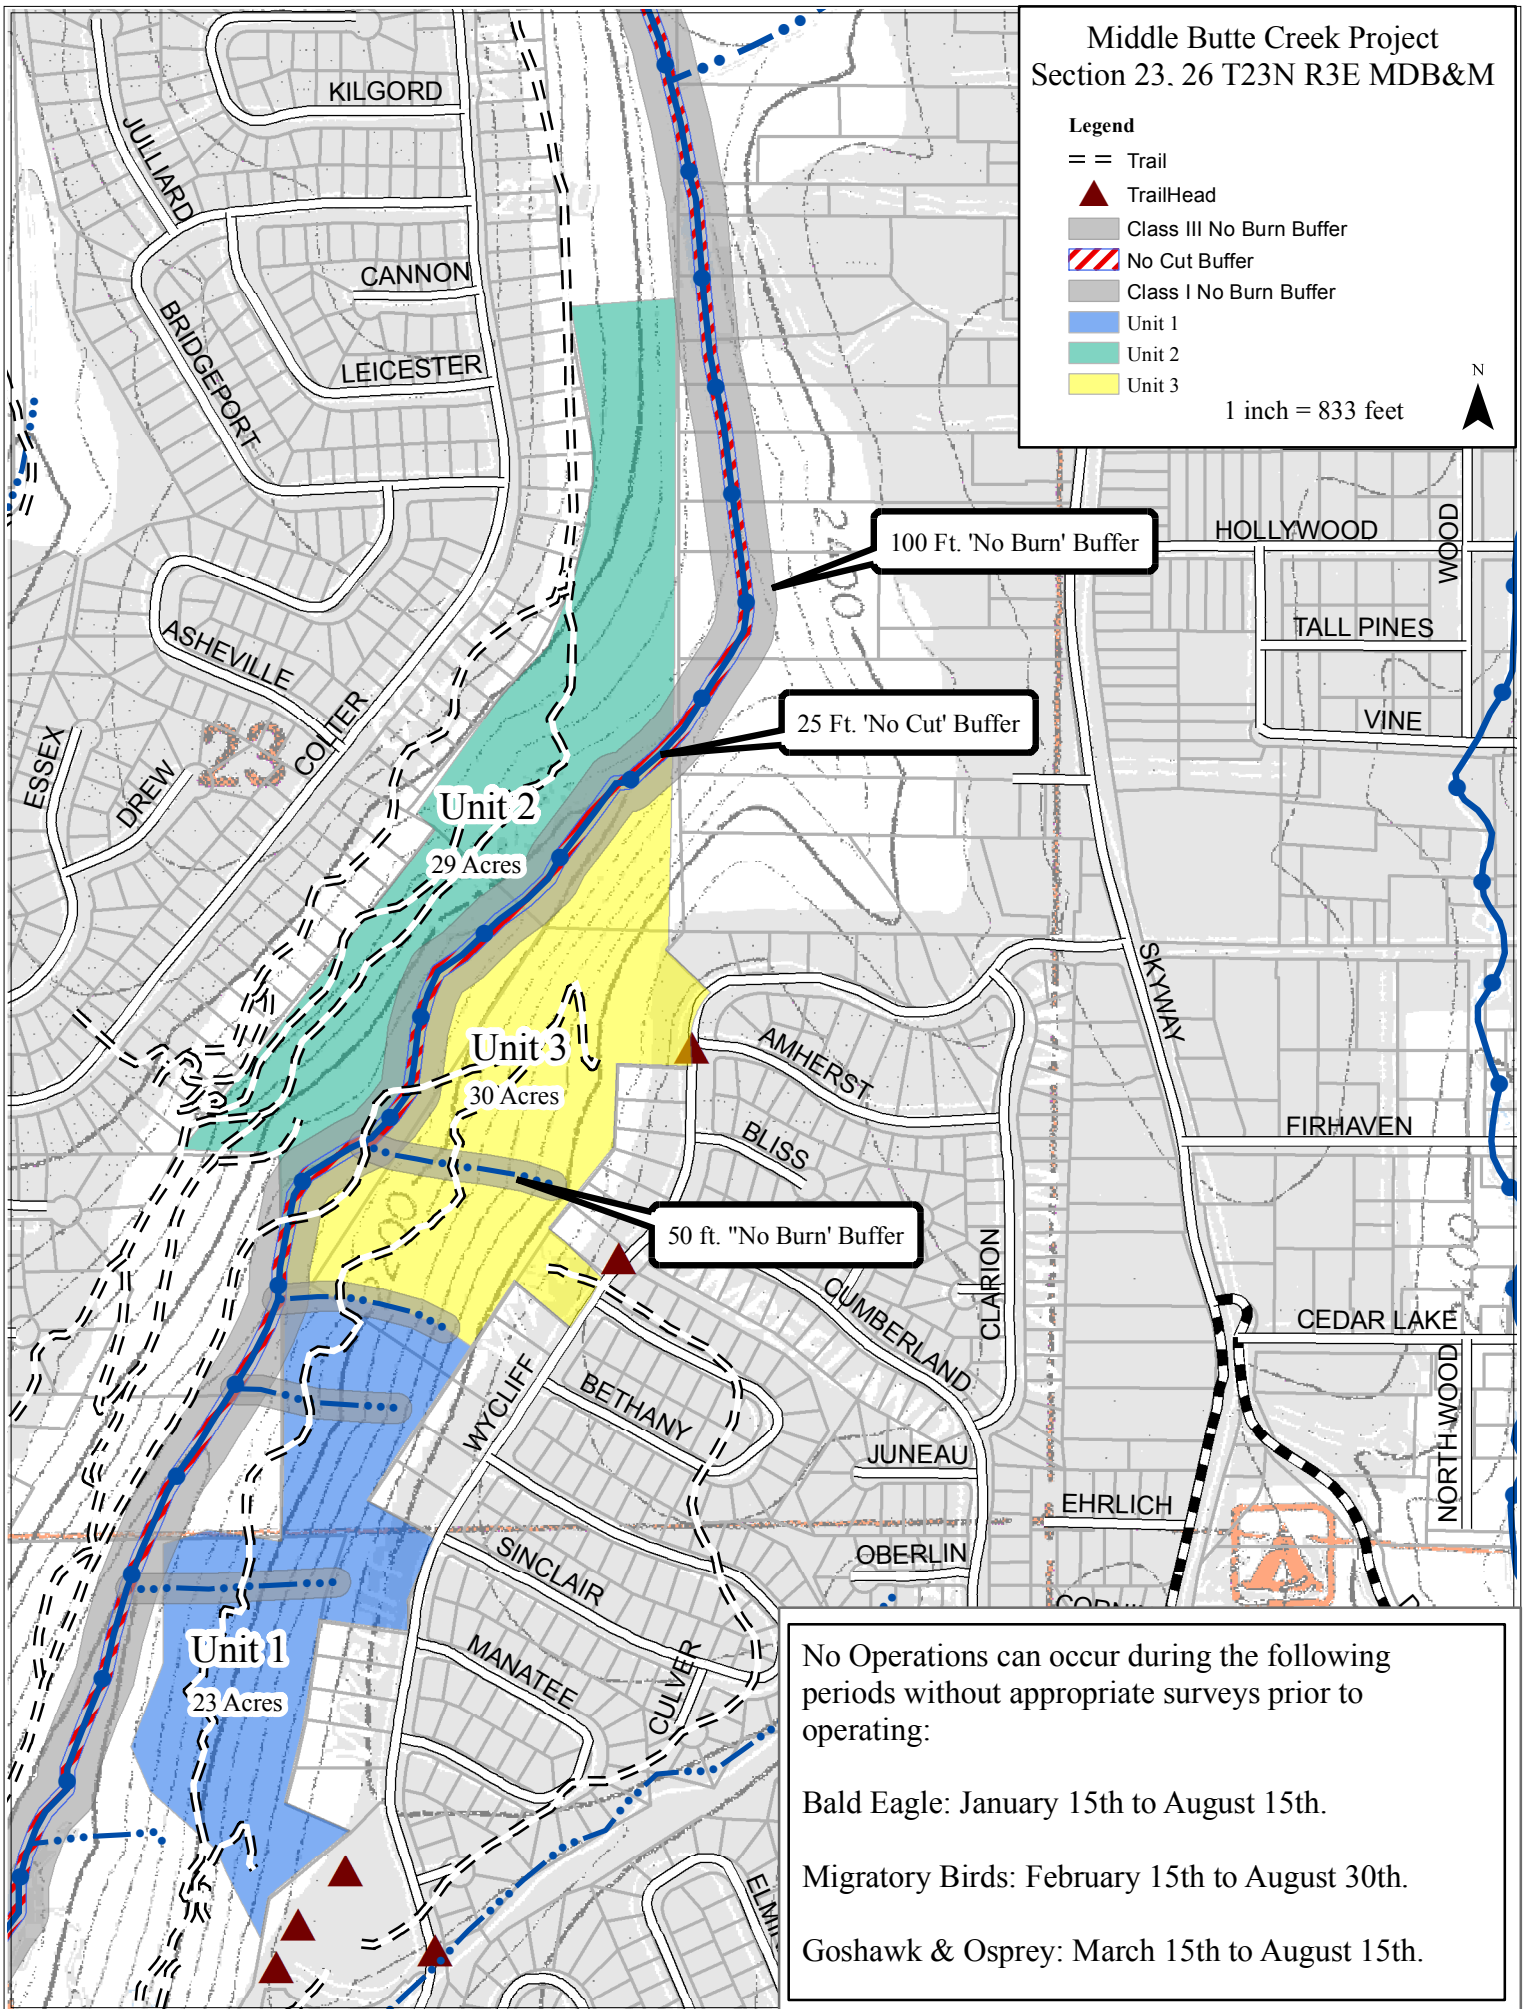 Middle Butte Creek Project
Section 23, 26 T23N R3E MDB&M
Legend
Trail
TrailHead
Class III No Burn Buffer
No Cut Buffer
Class I No Burn Buffer
Unit 1
Unit 2
Unit 3
N
1 inch = 833 feet
KILGORD
JULLIARD
CANNON
BRIDGEPORT
LEICESTER
HOLLYWOOD
WOOD
100 Ft. 'No Burn' Buffer
TALL PINES
ASHEVILLE
25 Ft. 'No Cut' Buffer
VINE
ESSEX
23
COLTER
DREW
Unit 2
29 Acres
SKYWAY
Unit 3
30 Acres
AMHERST
BLISS
FIRHAVEN
2200
50 ft. "No Burn' Buffer
CLARION
CUMBERLAND
CEDAR LAKE
WYCLIFF
BETHANY
NORTHWOOD
JUNEAU
EHRLICH
SINCLAIR
OBERLIN
Unit 1
23 Acres
MANATEE
CULVER
No Operations can occur during the following
periods without appropriate surveys prior to
operating:
Bald Eagle: January 15th to August 15th.
Migratory Birds: February 15th to August 30th.
Goshawk & Osprey: March 15th to August 15th.